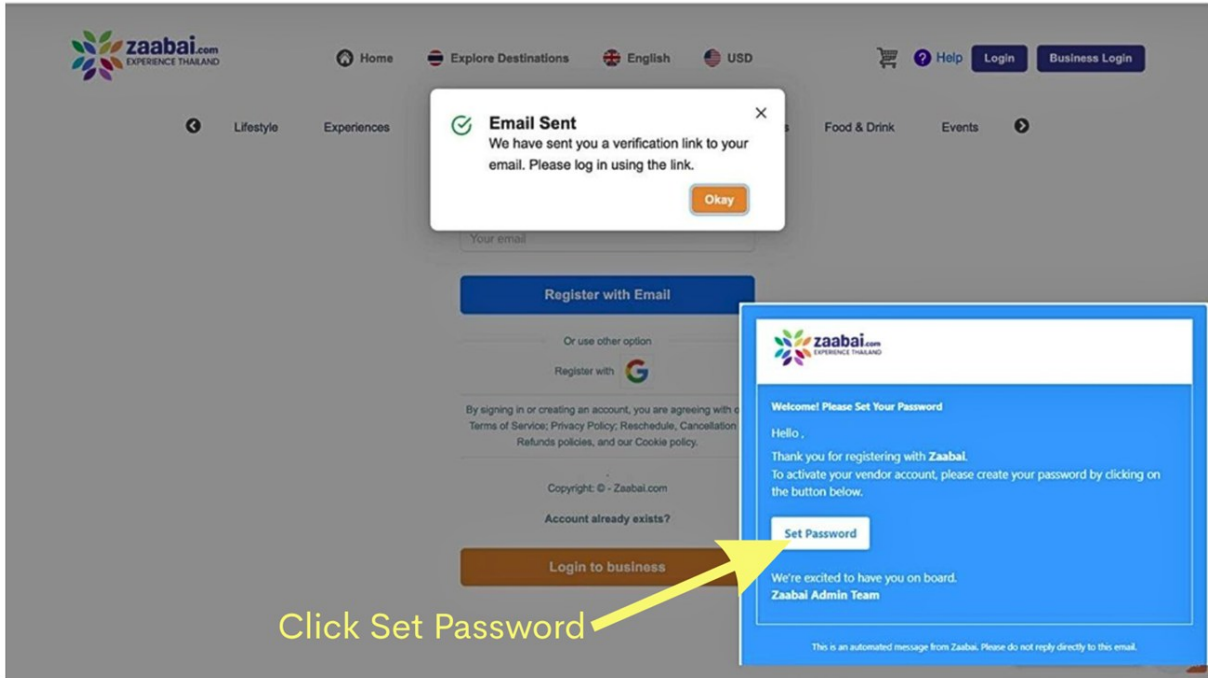 zaabai.com
EXPERIENCE THAILAND
Home
Explore Destinations
English
USD
Help
Login
Business Login
Lifestyle
Experiences
Food & Drink
Events
Email Sent
We have sent you a verification link to your
email. Please log in using the link.
Okay
Your email
Register with Email
Or use other option
Register with
By signing in or creating an account, you are agreeing with
Terms of Service; Privacy Policy; Reschedule, Cancellation
Refunds policies, and our Cookie policy.
Copyright: © - Zaabai.com
Account already exists?
Login to business
Click Set Password
zaabai.com
EXPERIENCE THAILAND
Welcome! Please Set Your Password
Hello ,
Thank you for registering with Zaabai.
To activate your vendor account, please create your password by clicking on
the button below.
Set Password
We're excited to have you on board.
Zaabai Admin Team
This is an automated message from Zaabai. Please do not reply directly to this email.